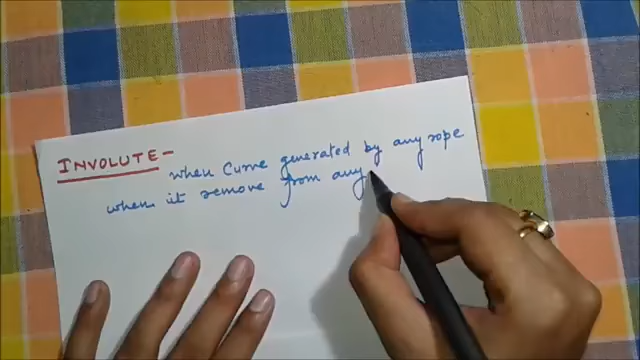 INVOLUTE-
when Curve generated by any rope
when it remove from any